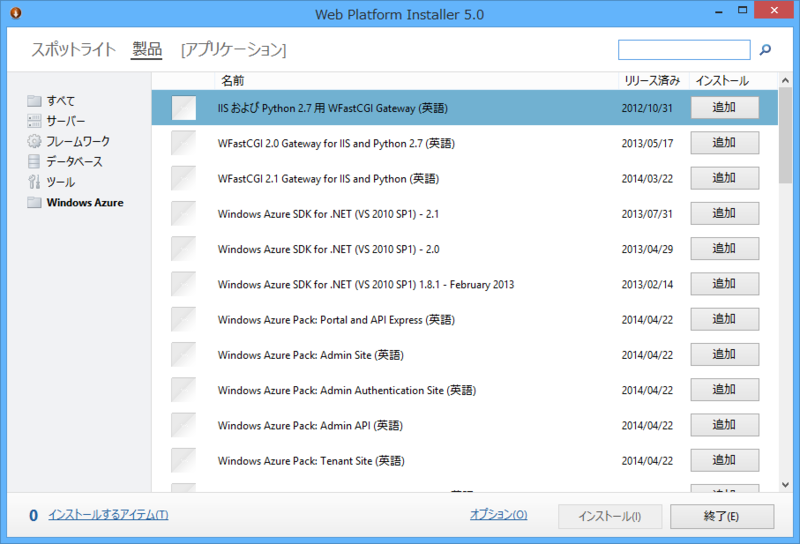 Web Platform Installer 5.0
スポットライト 製品 [アプリケーション]
名前 リリース済み インストール
すべて
サーバー
フレームワーク
データベース
ツール
Windows Azure
IIS および Python 2.7 用 WFastCGI Gateway (英語) 2012/10/31 追加
WFastCGI 2.0 Gateway for IIS and Python 2.7 (英語) 2013/05/17 追加
WFastCGI 2.1 Gateway for IIS and Python (英語) 2014/03/22 追加
Windows Azure SDK for .NET (VS 2010 SP1) - 2.1 2013/07/31 追加
Windows Azure SDK for .NET (VS 2010 SP1) - 2.0 2013/04/29 追加
Windows Azure SDK for .NET (VS 2010 SP1) 1.8.1 - February 2013 2013/02/14 追加
Windows Azure Pack: Portal and API Express (英語) 2014/04/22 追加
Windows Azure Pack: Admin Site (英語) 2014/04/22 追加
Windows Azure Pack: Admin Authentication Site (英語) 2014/04/22 追加
Windows Azure Pack: Admin API (英語) 2014/04/22 追加
Windows Azure Pack: Tenant Site (英語) 2014/04/22 追加
0 インストールするアイテム(T) オプション(O) インストール(I) 終了(E)